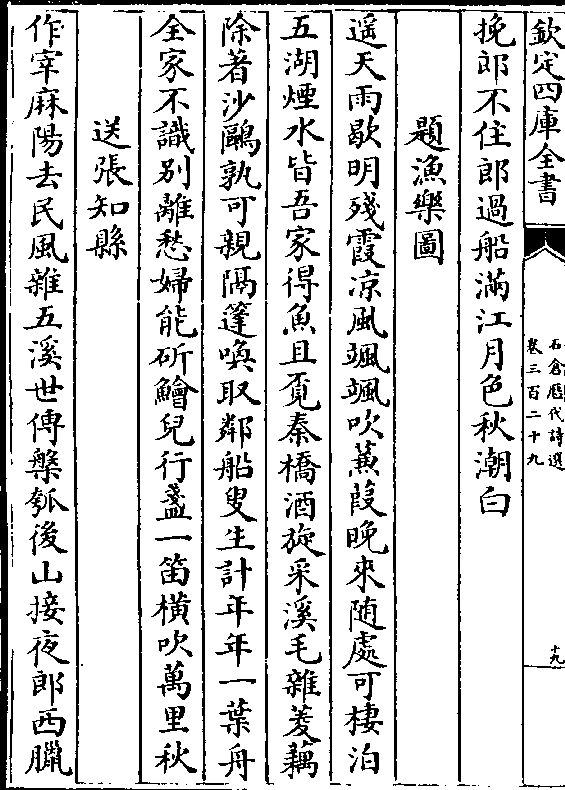 欽定四庫全書
石倉歴代詩選
卷三百二十九
十九
挽郎不住郎過船滿江月色秋潮白
題漁樂圖
遥天雨歇明殘霞凉風颯颯吹蒹葭晚來随處可棲泊
五湖煙水皆吾家得魚且覔秦橋酒旋采溪毛雜菱藕
除著沙鷗孰可親隔篷喚取鄰船叟生計年年一葉舟
全家不識别離愁婦能斫鱠兒行盞一笛横吹萬里秋
送張知縣
作宰麻陽去民風雜五溪世傳槃瓠後山接夜郎西臘